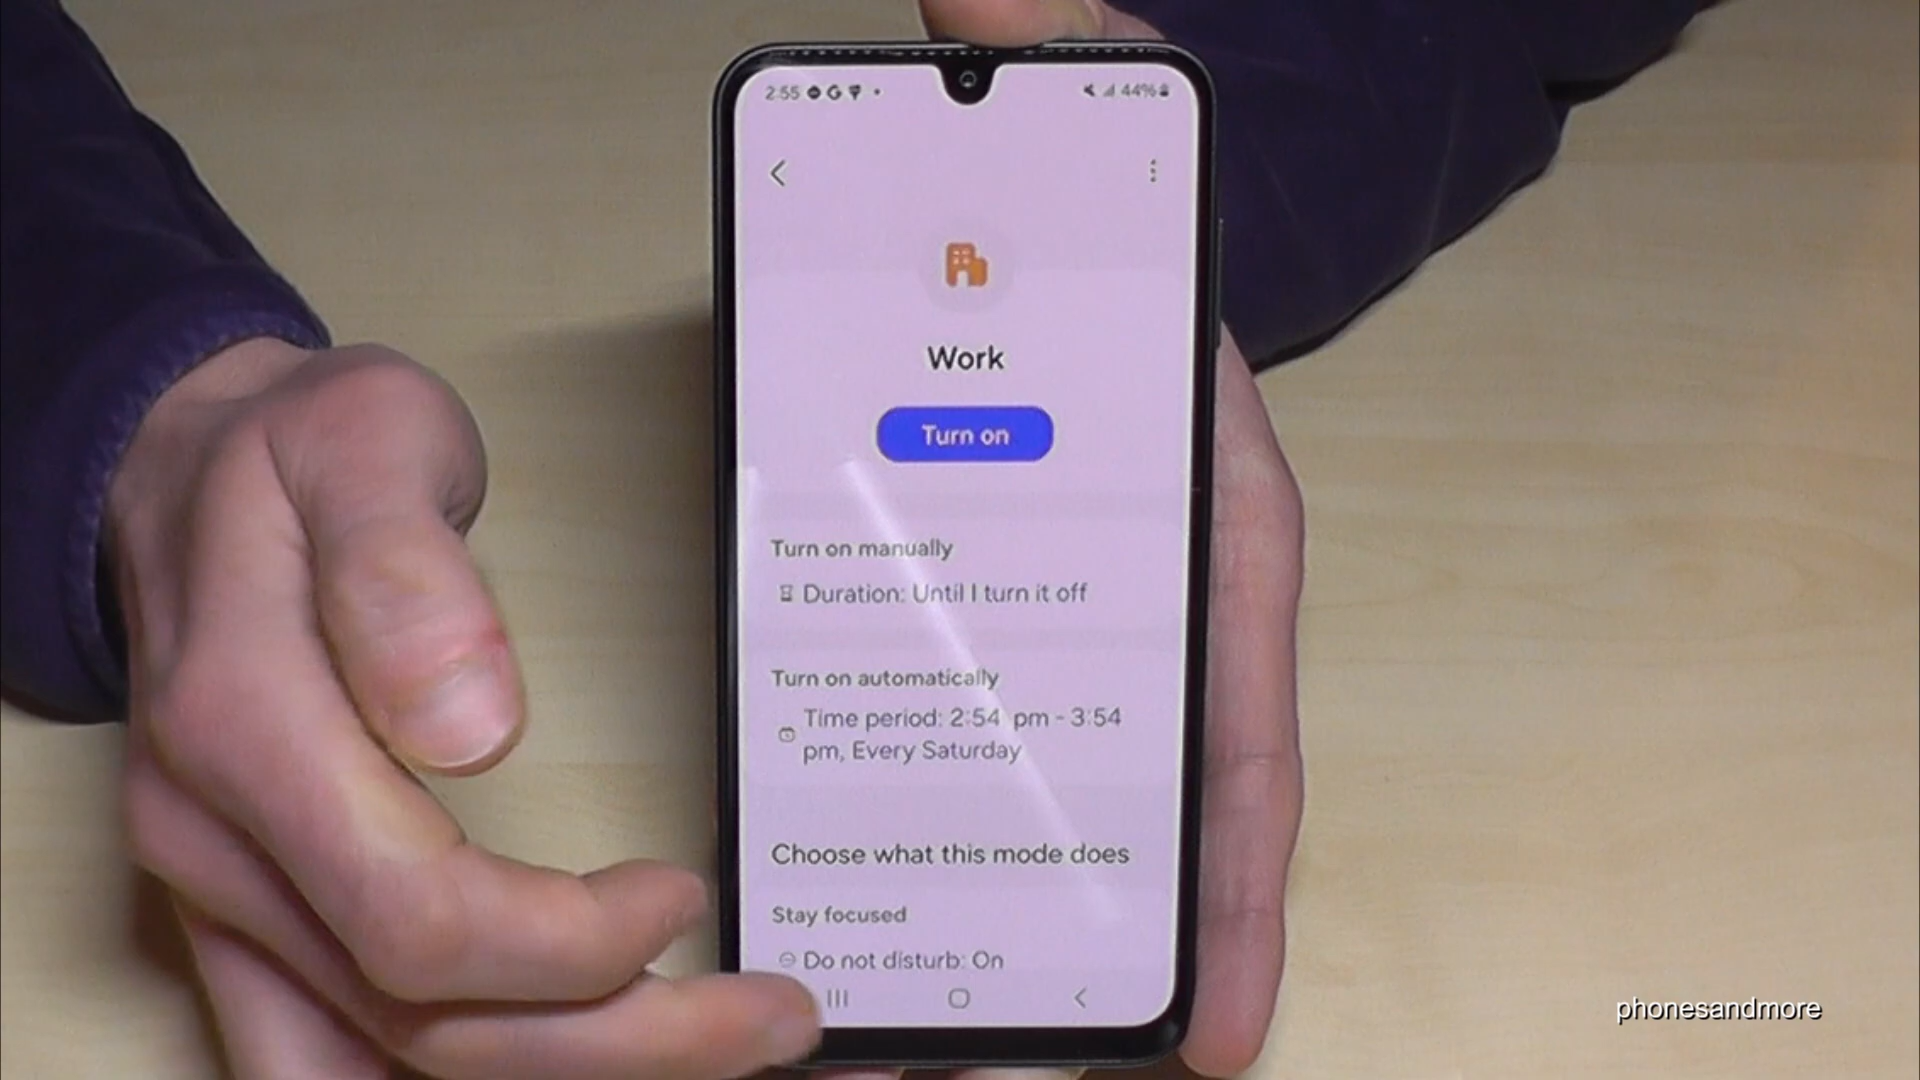 2:55
44%
Work
Turn on
Turn on manually
Duration: Until I turn it off
Turn on automatically
Time period: 2:54 pm - 3:54
pm, Every Saturday
Choose what this mode does
Stay focused
Do not disturb: On
phonesandmore